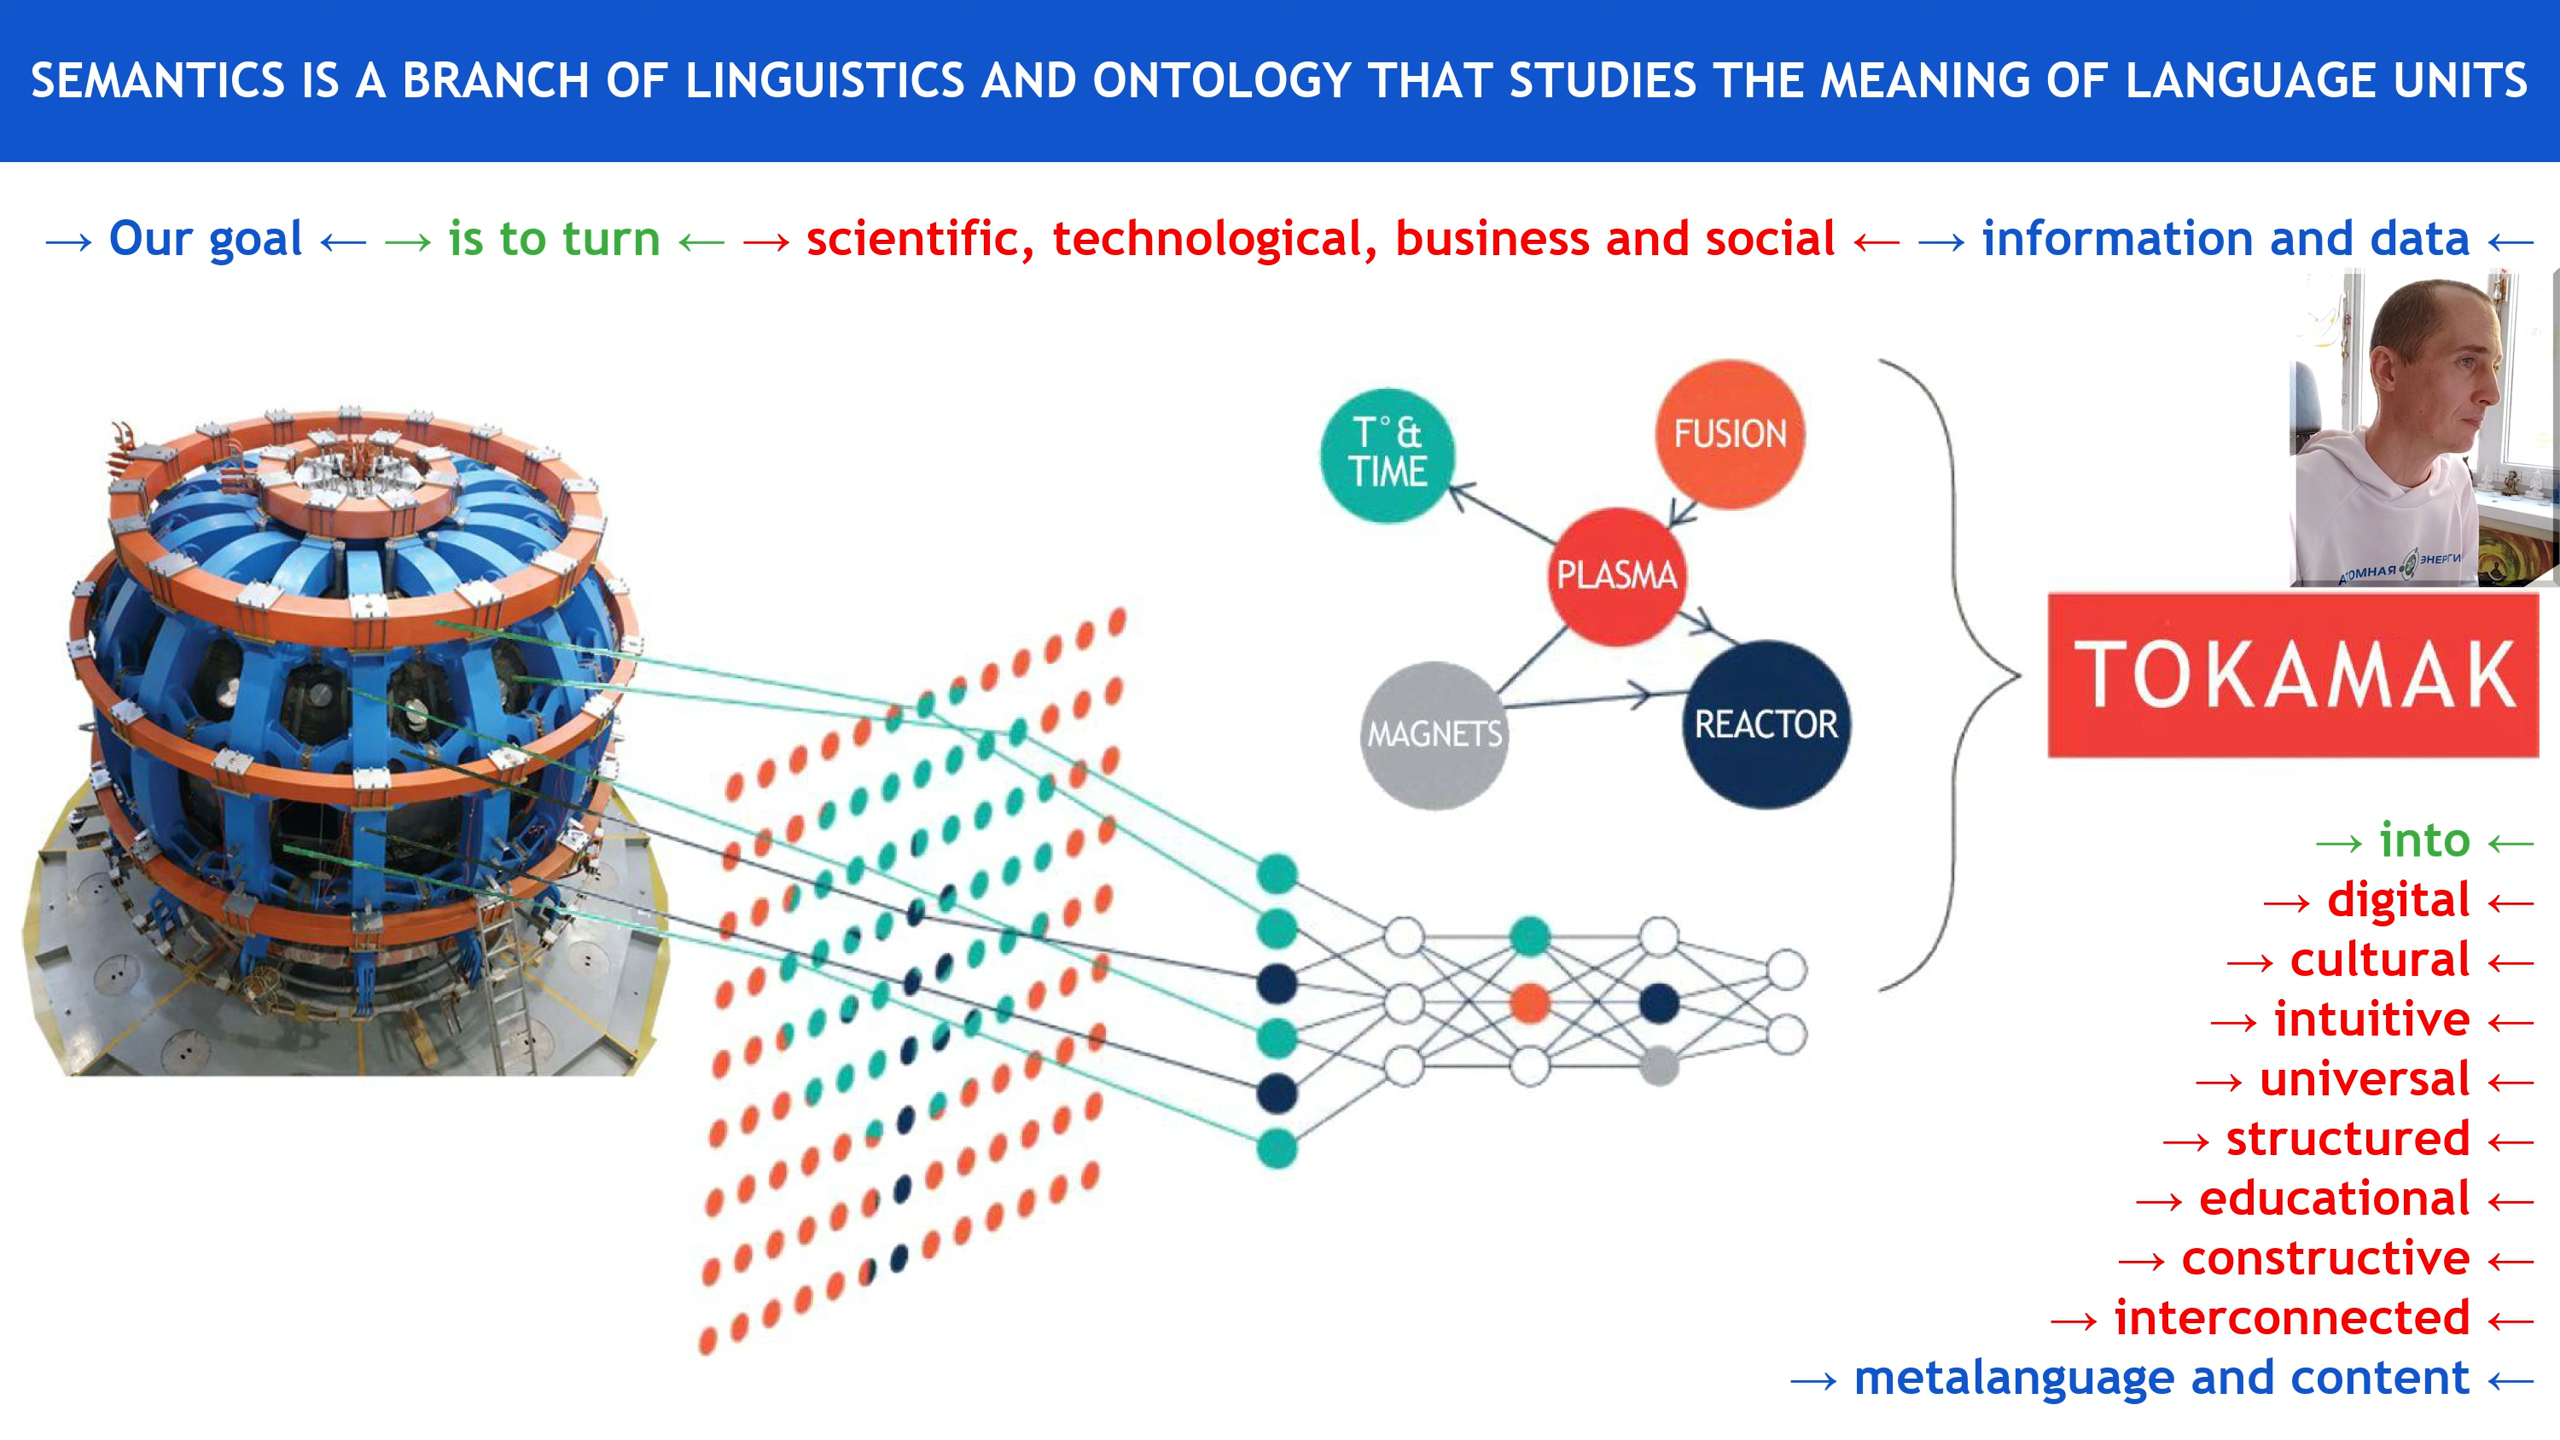 SEMANTICS IS A BRANCH OF LINGUISTICS AND ONTOLOGY THAT STUDIES THE MEANING OF LANGUAGE UNITS
→ Our goal ← → is to turn ← → scientific, technological, business and social ← → information and data ←
T° &
TIME
FUSION
PLASMA
MAGNETS
REACTOR
АТОМНАЯ ЭНЕРГИЯ
TOKAMAK
→ into ←
→ digital ←
→ cultural ←
→ intuitive ←
→ universal ←
→ structured ←
→ educational ←
→ constructive ←
→ interconnected ←
→ metalanguage and content ←